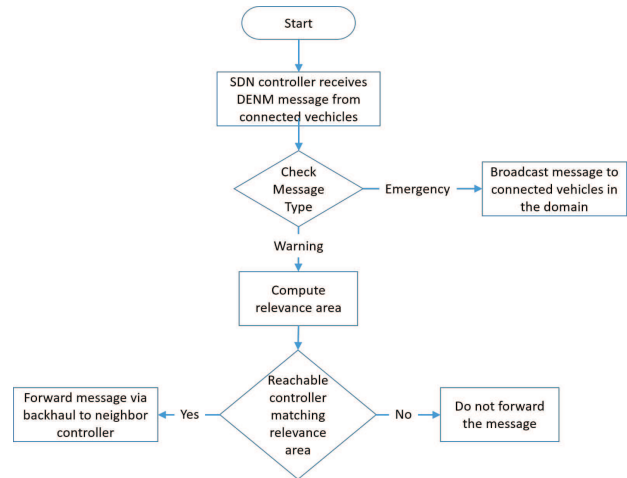 Start
SDN controller receives
DENM message from
connected vechicles
Check
Message
Type
Emergency
Broadcast message to
connected vehicles in
the domain
Warning
Compute
relevance area
Reachable
controller
matching
relevance
area
Yes
Forward message via
backhaul to neighbor
controller
No
Do not forward
the message